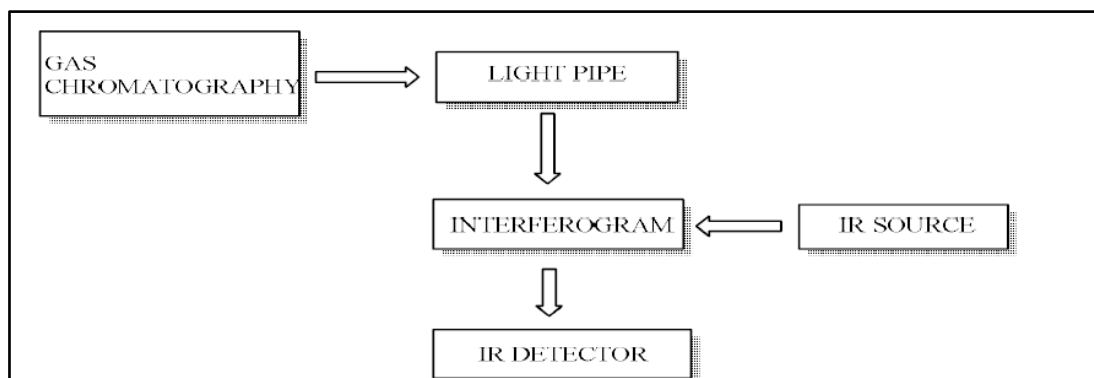 GAS
CHROMATOGRAPHY
LIGHT PIPE
INTERFEROGRAM
IR SOURCE
IR DETECTOR